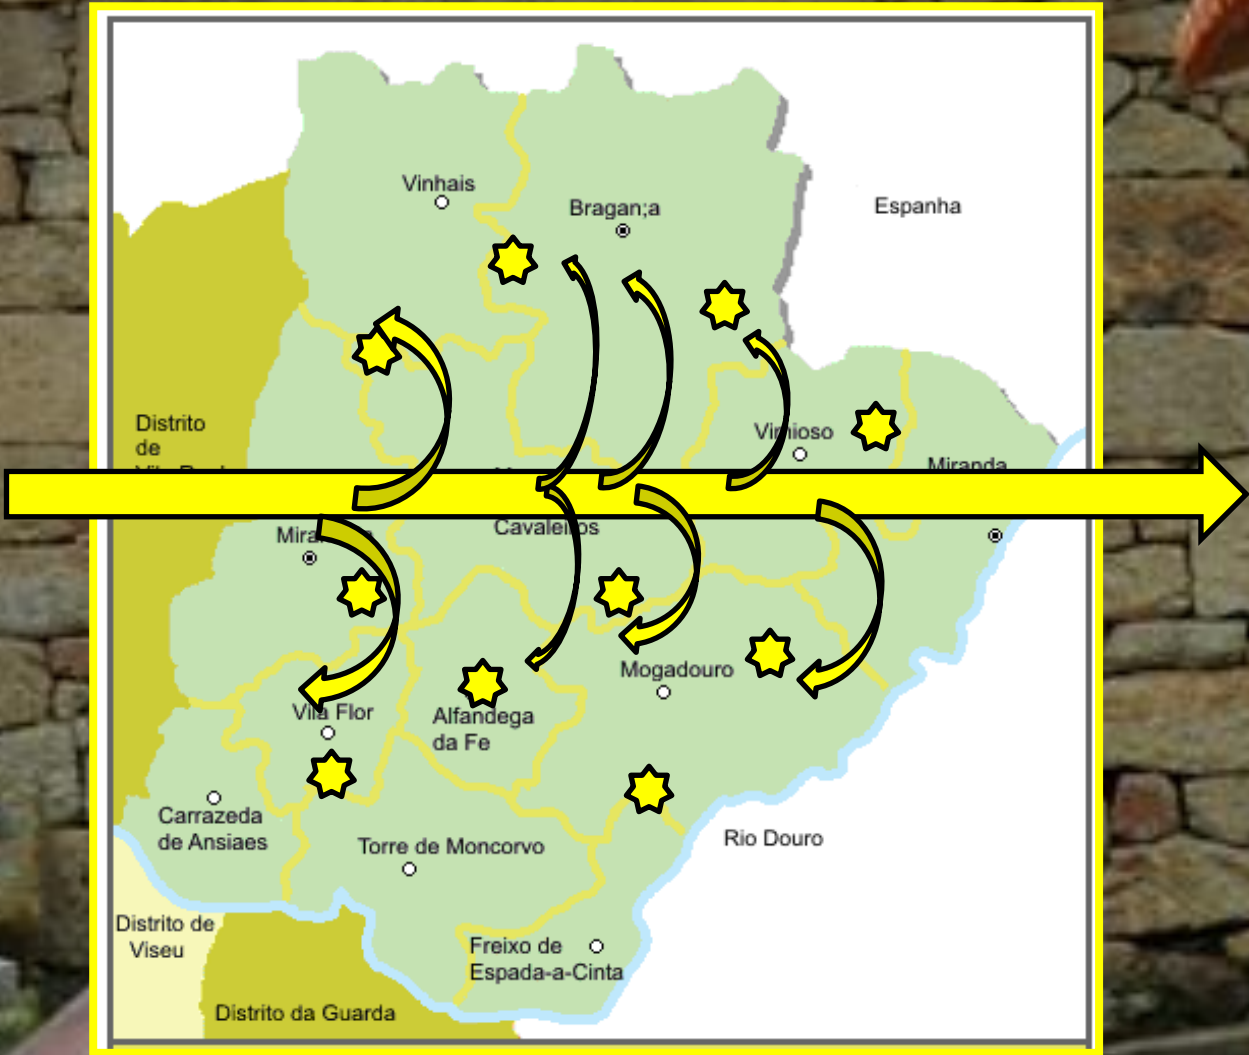 Vinhais
Bragan;a
Espanha
Distrito
de
Vimioso
Miranda
Cavaleiros
Mogadouro
Vila Flor
Alfandega
da Fe
Carrazeda
de Ansiaes
Torre de Moncorvo
Rio Douro
Distrito de
Viseu
Freixo de
Espada-a-Cinta
Distrito da Guarda